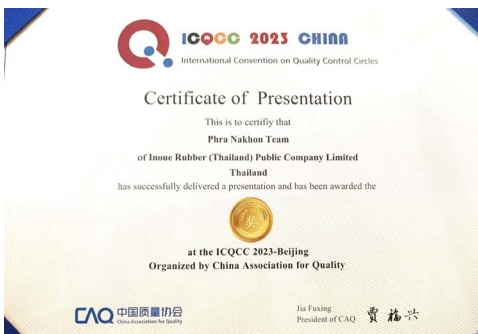 ICQCC 2023 CHINA
International Convention on Quality Control Circles
Certificate of Presentation
This is to certifiy that
Phra Nakhon Team
of Inoue Rubber (Thailand) Public Company Limited
Thailand
has successfully delivered a presentation and has been awarded the
at the ICQCC 2023-Beijing
Organized by China Association for Quality
CAQ 中国质量协会
China Association for Quality
Jia Fuxing
President of CAQ
贾福兴